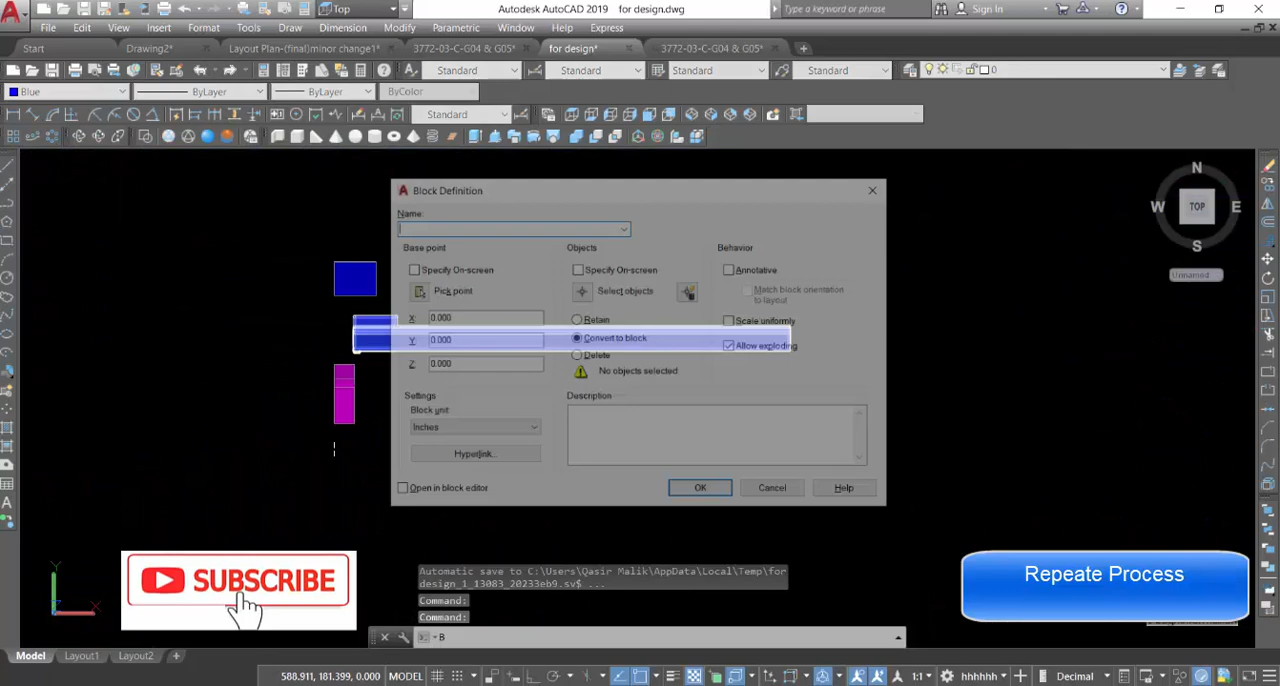 Top
Autodesk AutoCAD 2019 for design.dwg
Type a keyword or phrase
Sign In
File Edit View Insert Format Tools Draw Dimension Modify Parametric Window Help Express
Start Drawing2* Layout Plan-(final)minor change1* 3772-03-C-G04 & G05* for design* 3772-03-C-G04 & G05*
Standard Standard Standard Standard 0
Blue ByLayer ByLayer ByColor
Standard
N
W TOP E
S
Unnamed
Block Definition
Name:
Base point Objects Behavior
Specify On-screen Specify On-screen Annotative
Pick point Select objects Match block orientation
to layout
X: 0.000 Retain Scale uniformly
Y: 0.000 Convert to block Allow exploding
Z: 0.000 Delete
No objects selected
Settings Description
Block unit
Inches
Hyperlink...
Open in block editor OK Cancel Help
SUBSCRIBE
Repeate Process
Automatic save to C:\Users\Qasir Malik\AppData\Local\Temp\for
design_1_13083_20233eb9.sv$ ...
Command:
Command:
B
Y
X
Model Layout1 Layout2 +
588.911, 181.399, 0.000 MODEL 1:1 hhhhhh Decimal